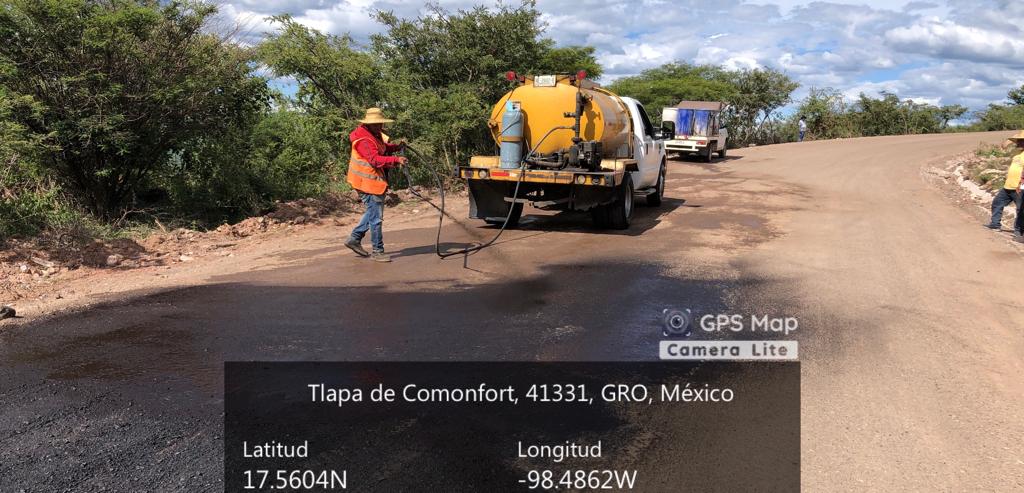 GPS Map
Camera Lite
Tlapa de Comonfort, 41331, GRO, México
Latitud
17.5604N
Longitud
-98.4862W